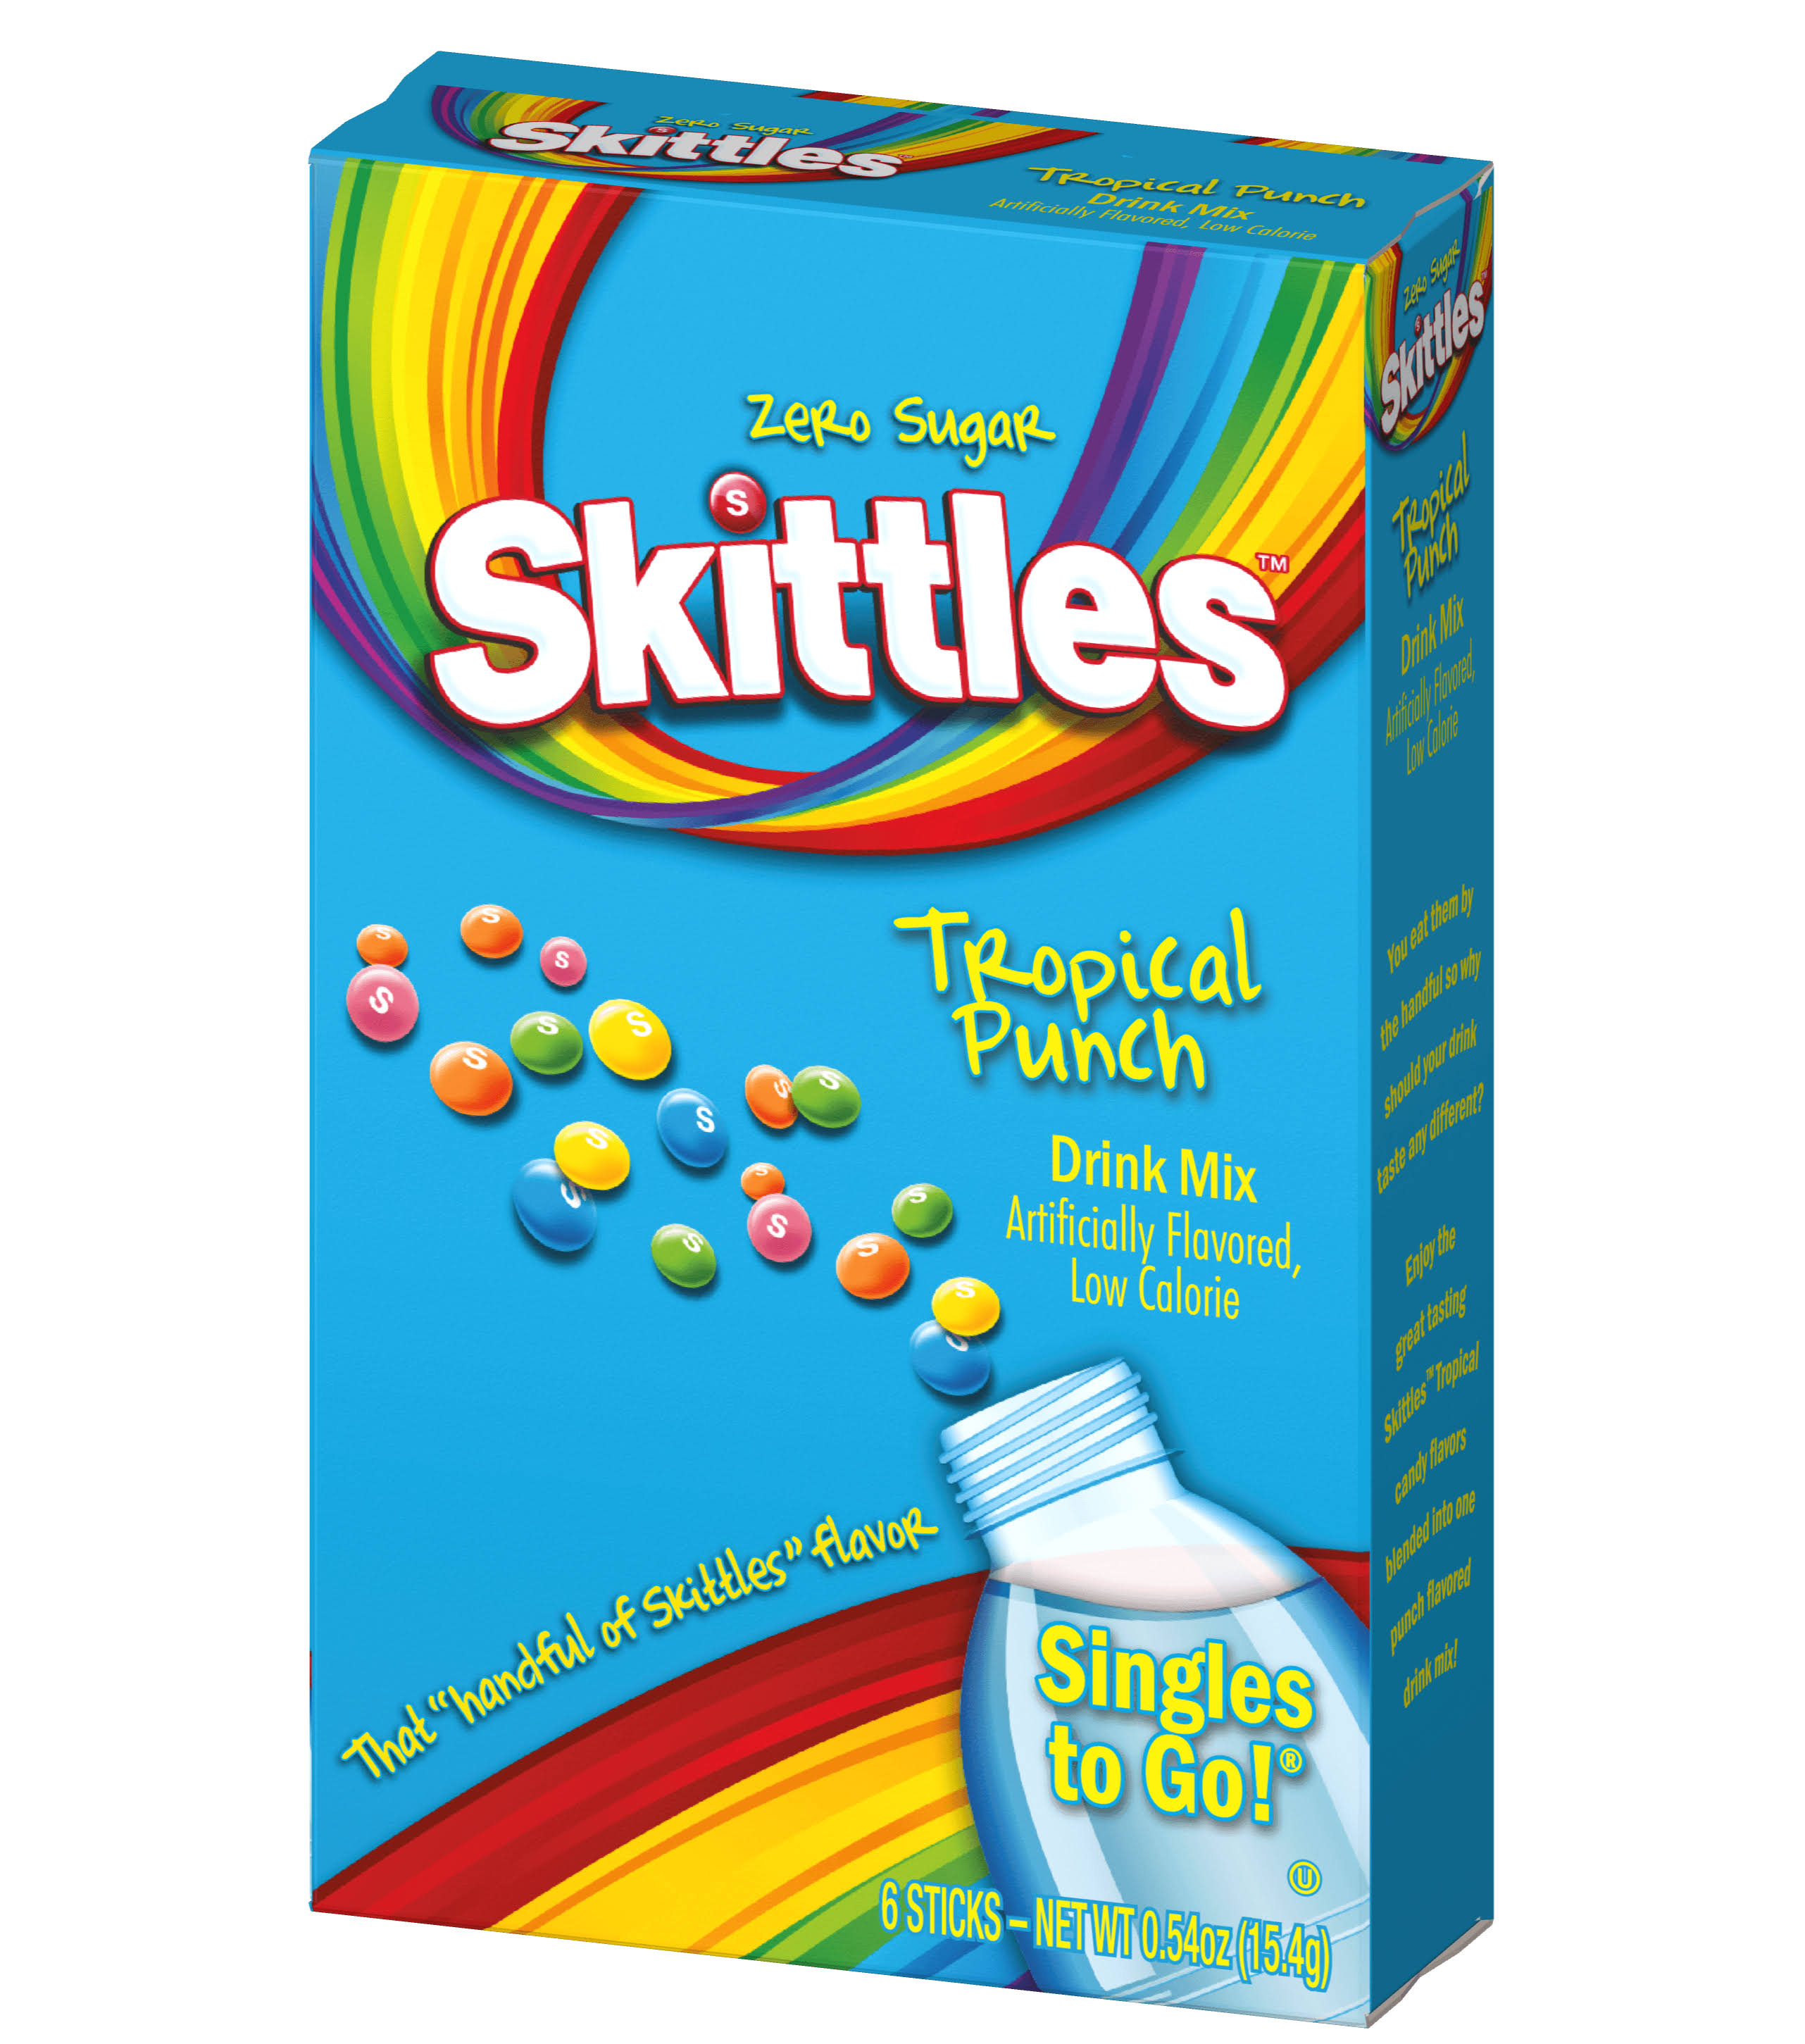 Zero Sugar
Skittles
Tropical Punch
Drink Mix
Artificially Flavored, Low Calorie
Zero Sugar
Skittles™
Tropical
Punch
Drink Mix
Artificially Flavored,
Low Calorie
That "handful of Skittles" flavor
Singles
to Go!®
U
6 STICKS – NET WT 0.54oz (15.4g)
Zero Sugar
Skittles™
Tropical
Punch
Drink Mix
Artificially Flavored,
Low Calorie
You eat them by
the handful so why
should your drink
taste any different?
Enjoy the
great tasting
Skittles™ Tropical
candy flavors
blended into one
punch flavored
drink mix!